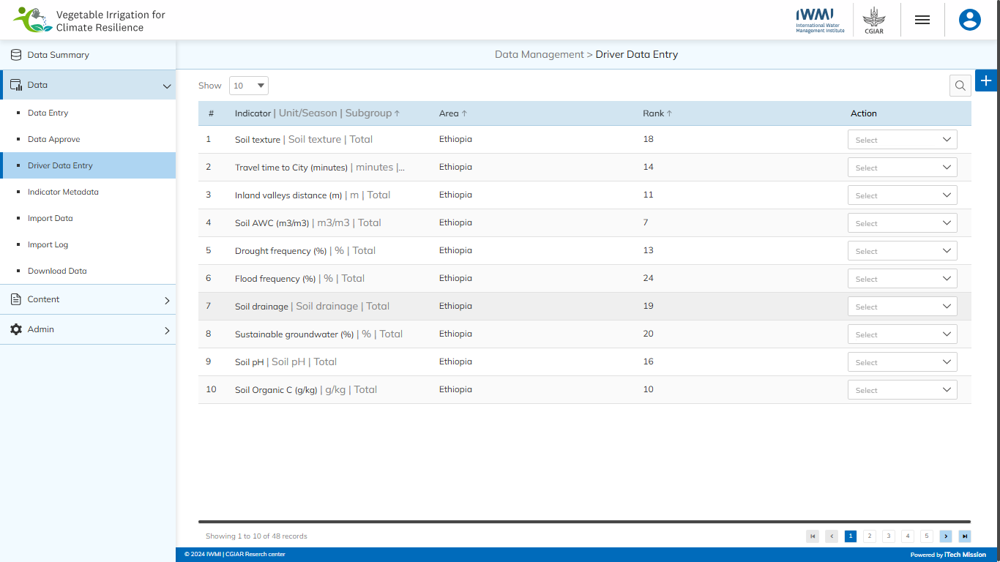 Vegetable Irrigation for
Climate Resilience
IWMI
International Water
Management Institute
CGIAR
Data Summary
Data
Data Entry
Data Approve
Driver Data Entry
Indicator Metadata
Import Data
Import Log
Download Data
Content
Admin
Data Management > Driver Data Entry
Show 10
# Indicator | Unit/Season | Subgroup ↑ Area ↑ Rank ↑ Action
1 Soil texture | Soil texture | Total Ethiopia 18 Select
2 Travel time to City (minutes) | minutes |... Ethiopia 14 Select
3 Inland valleys distance (m) | m | Total Ethiopia 11 Select
4 Soil AWC (m3/m3) | m3/m3 | Total Ethiopia 7 Select
5 Drought frequency (%) | % | Total Ethiopia 13 Select
6 Flood frequency (%) | % | Total Ethiopia 24 Select
7 Soil drainage | Soil drainage | Total Ethiopia 19 Select
8 Sustainable groundwater (%) | % | Total Ethiopia 20 Select
9 Soil pH | Soil pH | Total Ethiopia 16 Select
10 Soil Organic C (g/kg) | g/kg | Total Ethiopia 10 Select
Showing 1 to 10 of 48 records
1 2 3 4 5
© 2024 IWMI | CGIAR Reserch center
Powered by iTech Mission